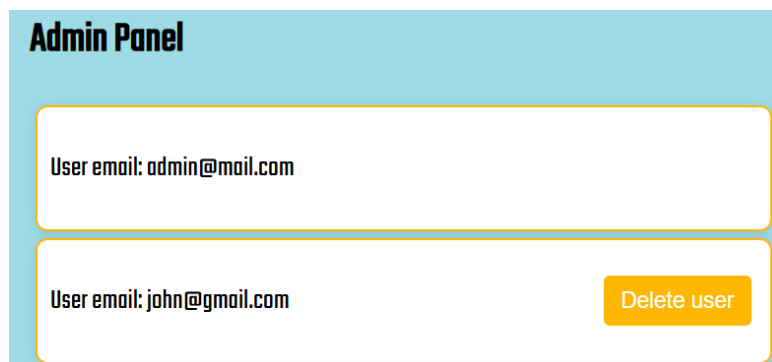 Admin Panel
User email: admin@mail.com
User email: john@gmail.com
Delete user